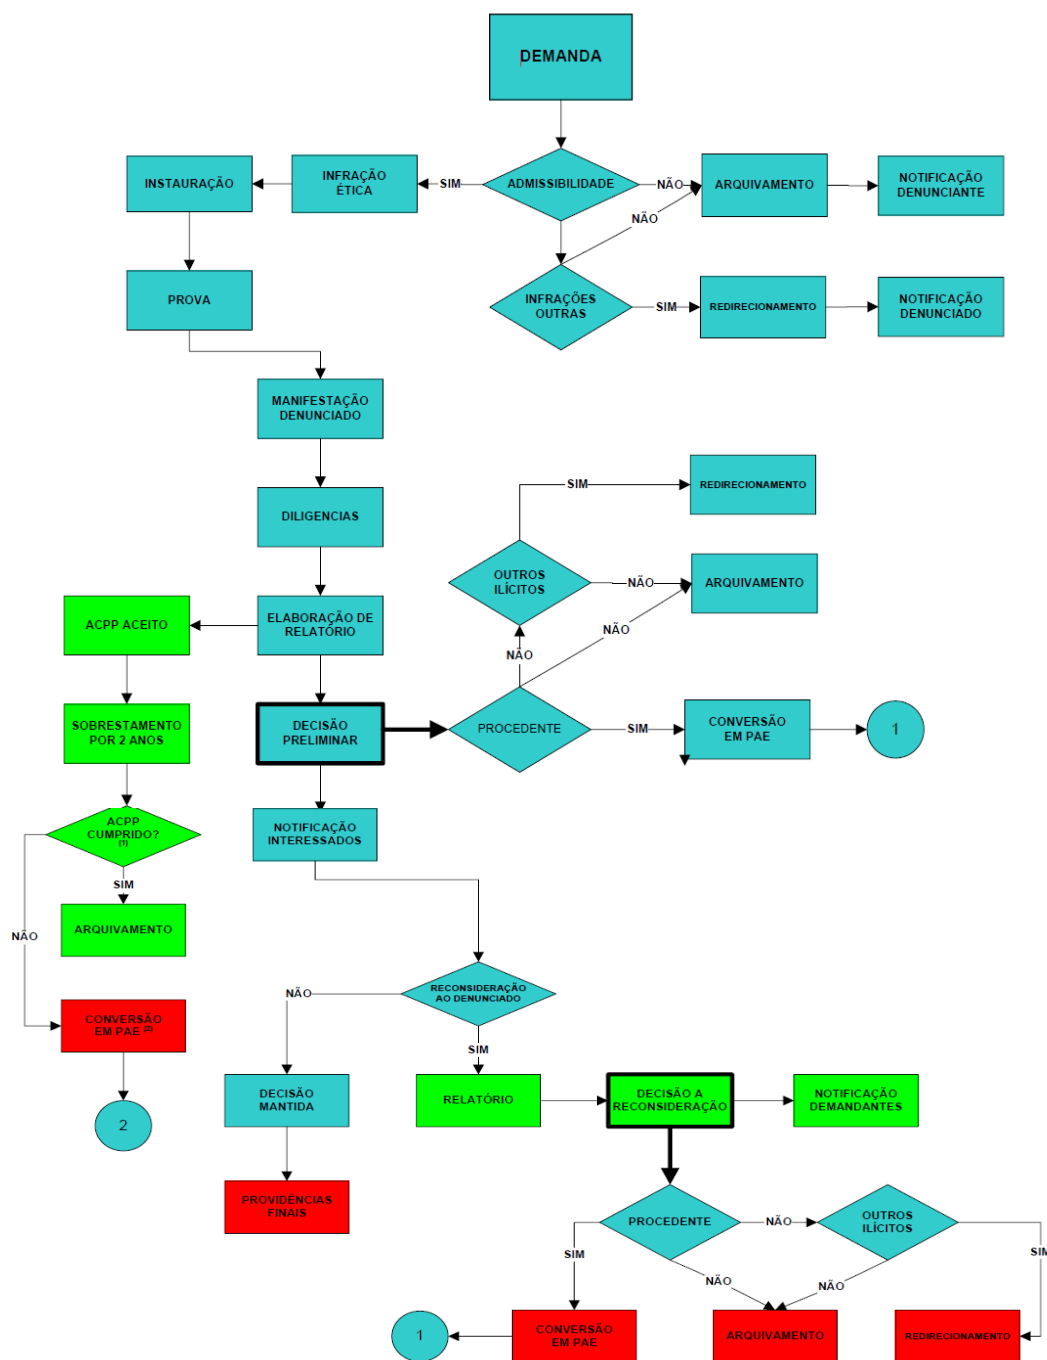 DEMANDA
INSTAURAÇÃO
INFRAÇÃO
ÉTICA
SIM
ADMISSIBILIDADE
NÃO
ARQUIVAMENTO
NOTIFICAÇÃO
DENUNCIANTE
NÃO
PROVA
INFRAÇÕES
OUTRAS
SIM
REDIRECIONAMENTO
NOTIFICAÇÃO
DENUNCIADO
MANIFESTAÇÃO
DENUNCIADO
SIM
REDIRECIONAMENTO
DILIGENCIAS
OUTROS
ILÍCITOS
NÃO
ARQUIVAMENTO
ACPP ACEITO
ELABORAÇÃO DE
RELATÓRIO
NÃO
NÃO
SOBRESTAMENTO
POR 2 ANOS
DECISÃO
PRELIMINAR
PROCEDENTE
SIM
CONVERSÃO
EM PAE
1
ACPP
CUMPRIDO?
(1)
NOTIFICAÇÃO
INTERESSADOS
SIM
ARQUIVAMENTO
NÃO
RECONSIDERAÇÃO
AO DENUNCIADO
NÃO
CONVERSÃO
EM PAE (2)
SIM
2
DECISÃO
MANTIDA
RELATÓRIO
DECISÃO A
RECONSIDERAÇÃO
NOTIFICAÇÃO
DEMANDANTES
PROVIDÊNCIAS
FINAIS
PROCEDENTE
NÃO
OUTROS
ILÍCITOS
SIM
SIM
NÃO
NÃO
1
CONVERSÃO
EM PAE
ARQUIVAMENTO
REDIRECIONAMENTO